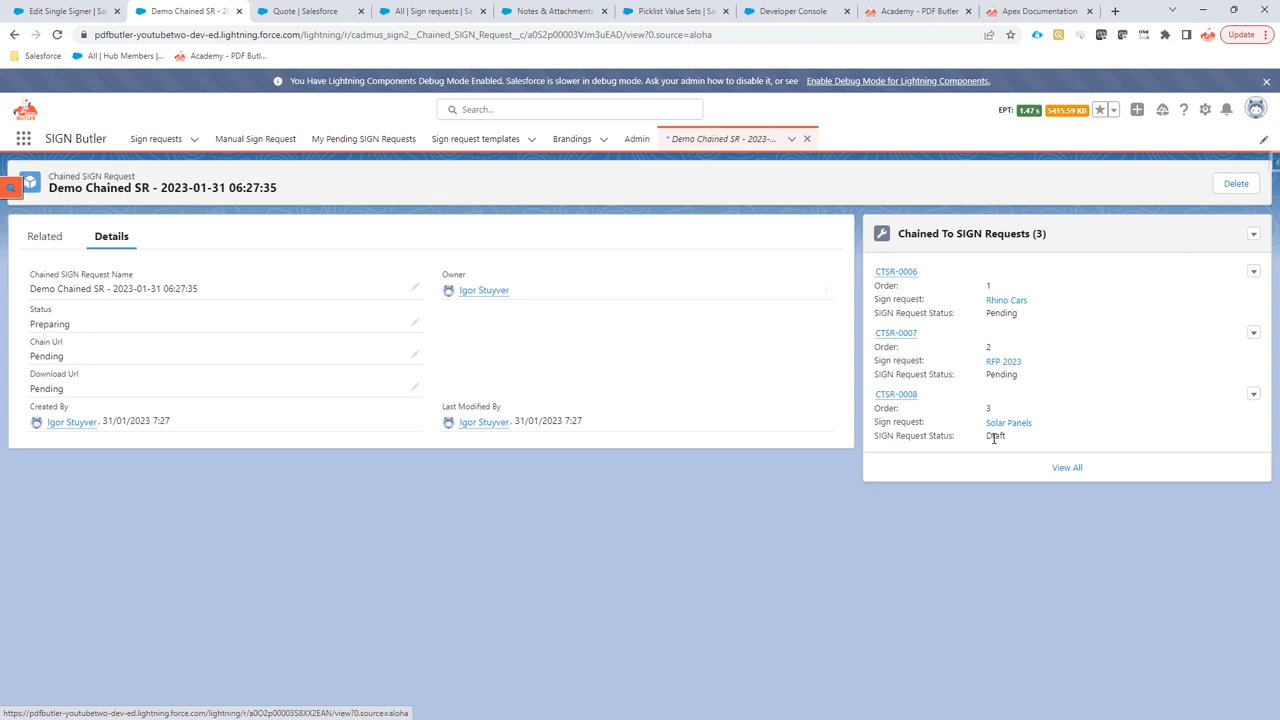 Edit Single Signer | Sal
Demo Chained SR - 20
Quote | Salesforce
All | Sign requests | Sal
Notes & Attachments
Picklist Value Sets | Sal
Developer Console
Academy - PDF Butler
Apex Documentation
pdfbutler-youtubetwo-dev-ed.lightning.force.com/lightning/r/cadmus_sign2__Chained_SIGN_Request__c/a0S2p00003VJm3uEAD/view?0.source=aloha
Update
Salesforce
All | Hub Members |...
Academy - PDF Butl...
You Have Lightning Components Debug Mode Enabled. Salesforce is slower in debug mode. Ask your admin how to disable it, or see Enable Debug Mode for Lightning Components.
Search...
EPT: 1.47 s 5415.59 KB
SIGN Butler
Sign requests
Manual Sign Request
My Pending SIGN Requests
Sign request templates
Brandings
Admin
* Demo Chained SR - 2023-...
Chained SIGN Request
Demo Chained SR - 2023-01-31 06:27:35
Delete
Related
Details
Chained SIGN Request Name
Demo Chained SR - 2023-01-31 06:27:35
Owner
Igor Stuyver
Status
Preparing
Chain Url
Pending
Download Url
Pending
Created By
Igor Stuyver, 31/01/2023 7:27
Last Modified By
Igor Stuyver, 31/01/2023 7:27
Chained To SIGN Requests (3)
CTSR-0006
Order: 1
Sign request: Rhino Cars
SIGN Request Status: Pending
CTSR-0007
Order: 2
Sign request: RFP 2023
SIGN Request Status: Pending
CTSR-0008
Order: 3
Sign request: Solar Panels
SIGN Request Status: Draft
View All
https://pdfbutler-youtubetwo-dev-ed.lightning.force.com/lightning/r/a0O2p00003S8XX2EAN/view?0.source=aloha